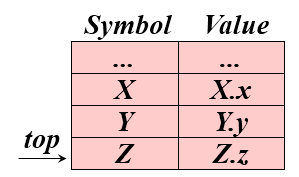 Symbol Value
... ...
X X.x
Y Y.y
top Z Z.z